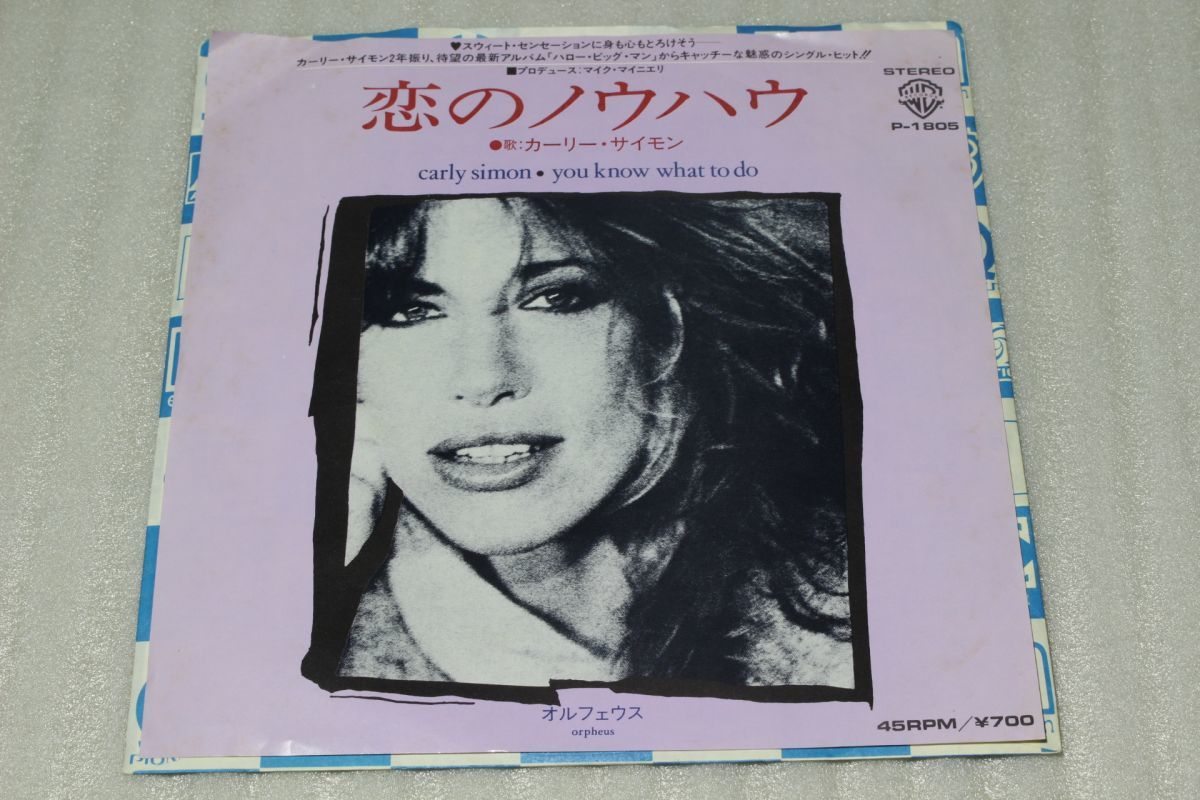 ♥スウィート・センセーションに身も心もとろけそう──
カーリー・サイモン2年振り、待望の最新アルバム「ハロー・ビッグ・マン」からキャッチーな魅惑のシングル・ヒット!!
■プロデュース:マイク・マイニエリ
恋のノウハウ
●歌:カーリー・サイモン
carly simon • you know what to do
STEREO
P-1805
オルフェウス
orpheus
45RPM/¥700